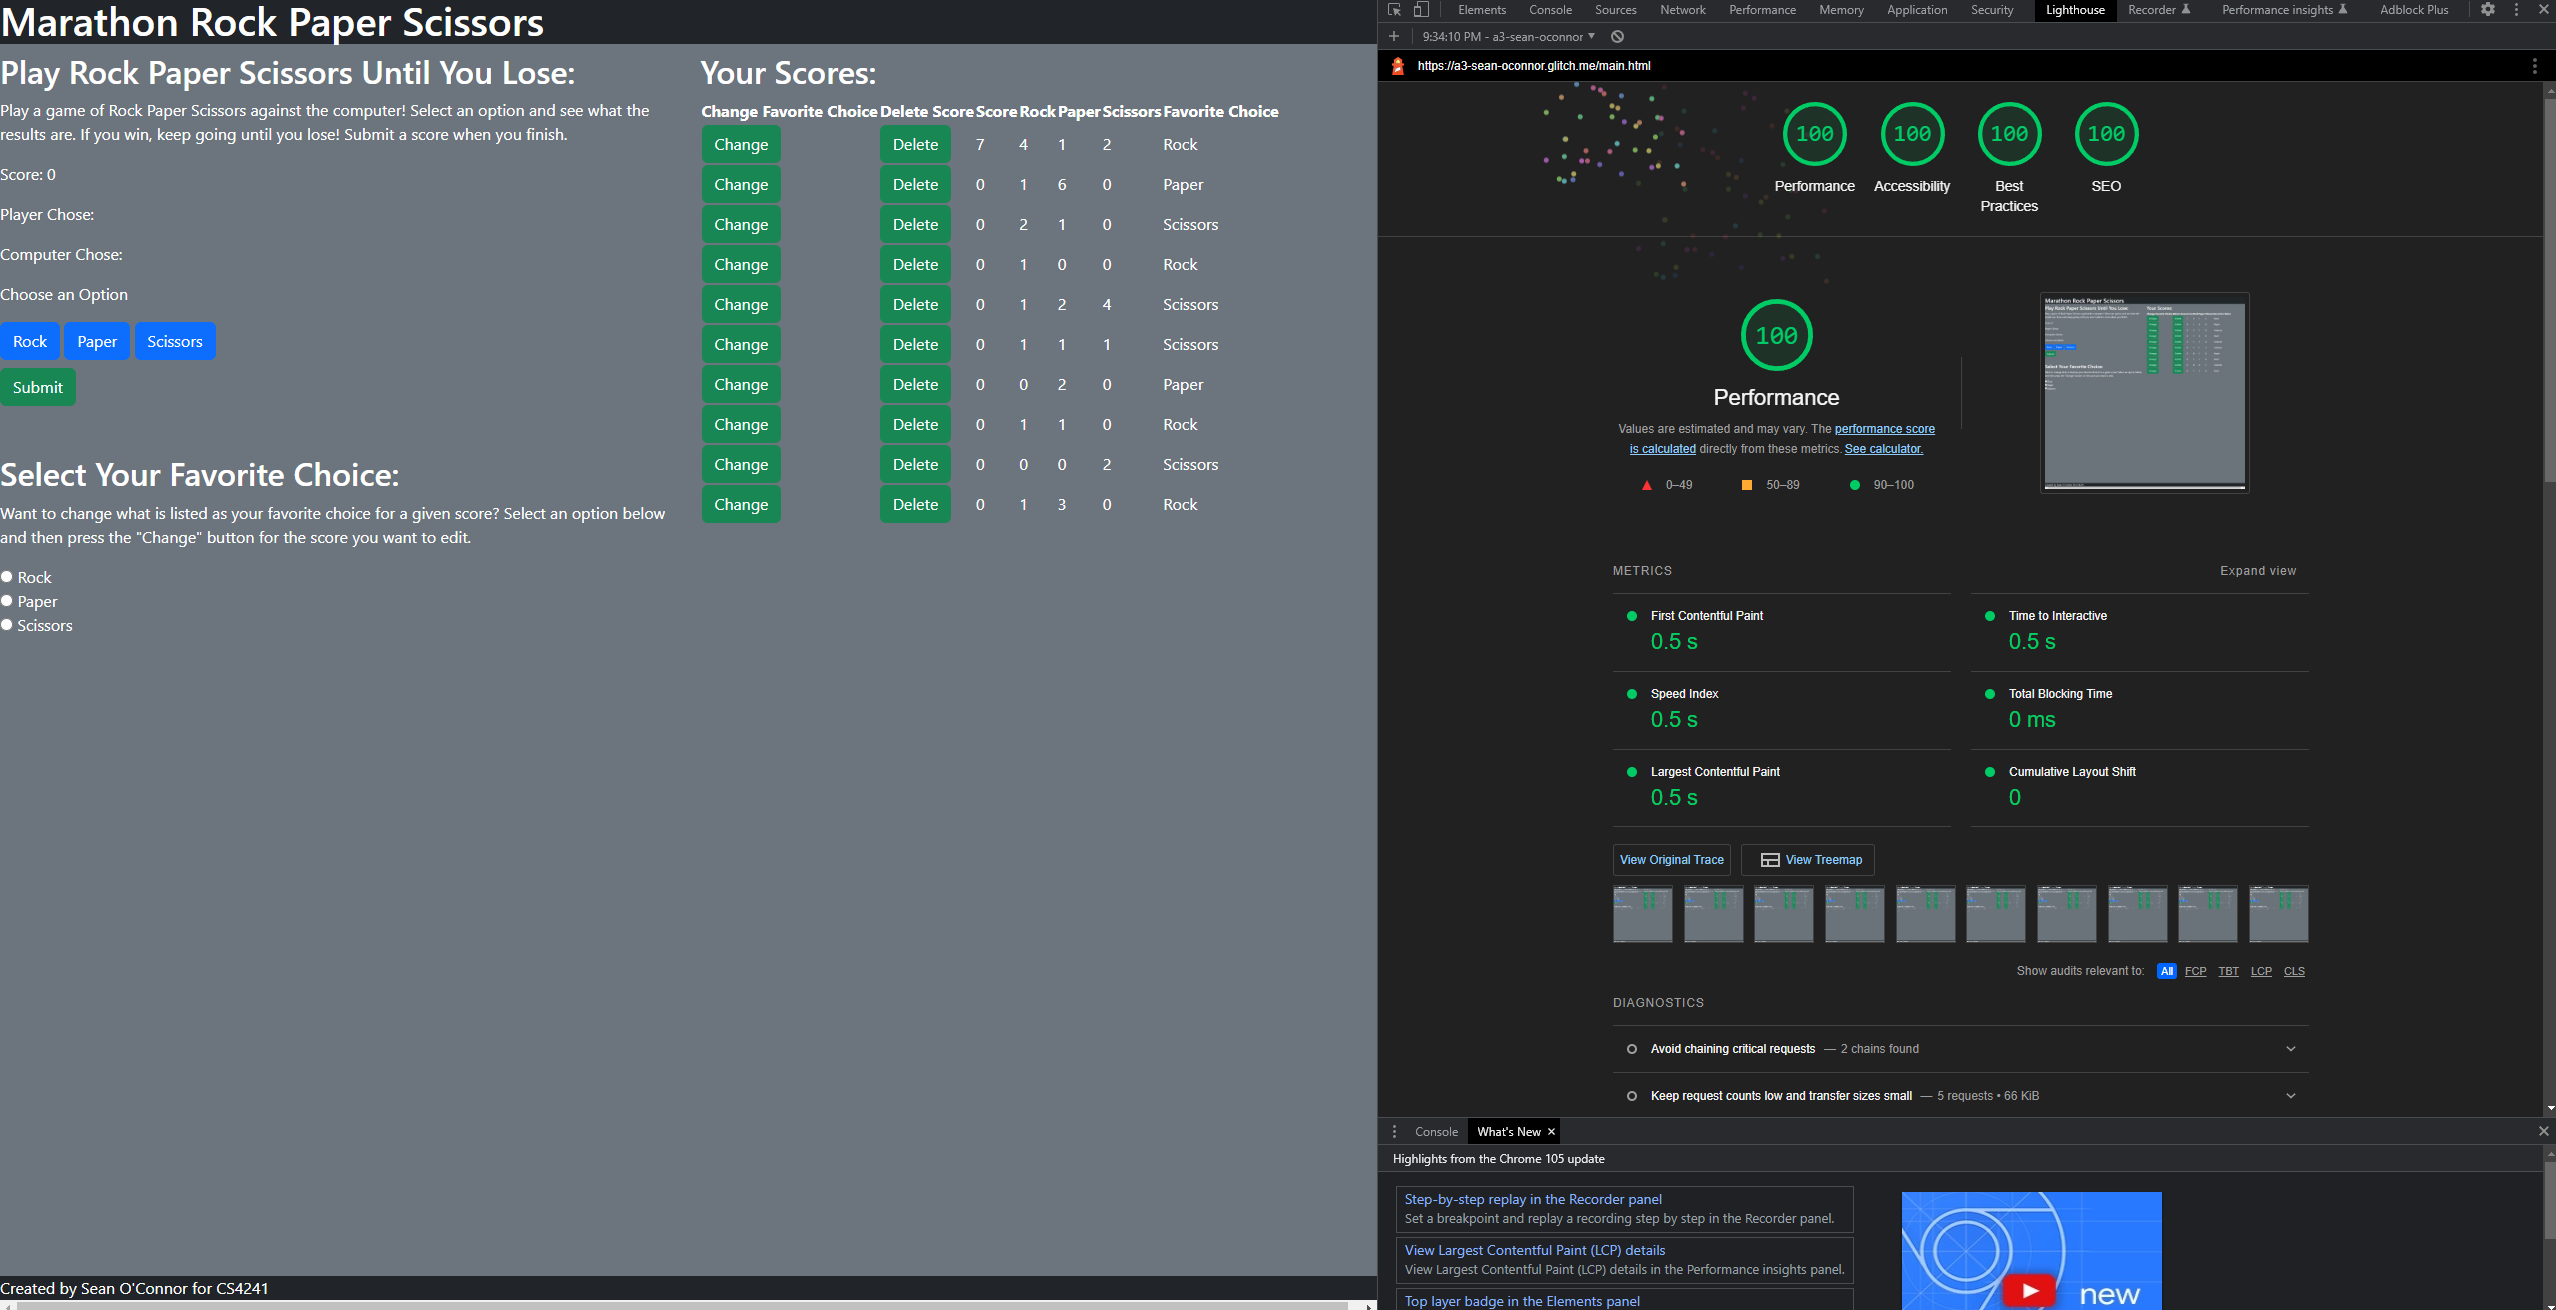 Marathon Rock Paper Scissors
Play Rock Paper Scissors Until You Lose:
Play a game of Rock Paper Scissors against the computer! Select an option and see what the
results are. If you win, keep going until you lose! Submit a score when you finish.
Score: 0
Player Chose:
Computer Chose:
Choose an Option
Rock Paper Scissors
Submit
Select Your Favorite Choice:
Want to change what is listed as your favorite choice for a given score? Select an option below
and then press the "Change" button for the score you want to edit.
Rock
Paper
Scissors
Your Scores:
Change Favorite Choice Delete Score Score Rock Paper Scissors Favorite Choice
Change Delete 7 4 1 2 Rock
Change Delete 0 1 6 0 Paper
Change Delete 0 2 1 0 Scissors
Change Delete 0 1 0 0 Rock
Change Delete 0 1 2 4 Scissors
Change Delete 0 1 1 1 Scissors
Change Delete 0 0 2 0 Paper
Change Delete 0 1 1 0 Rock
Change Delete 0 0 0 2 Scissors
Change Delete 0 1 3 0 Rock
Created by Sean O'Connor for CS4241
Elements Console Sources Network Performance Memory Application Security Lighthouse Recorder Performance insights Adblock Plus
9:34:10 PM - a3-sean-oconnor
https://a3-sean-oconnor.glitch.me/main.html
100 100 100 100
Performance Accessibility Best Practices SEO
100
Performance
Values are estimated and may vary. The performance score
is calculated directly from these metrics. See calculator.
0–49 50–89 90–100
METRICS Expand view
First Contentful Paint
0.5 s
Time to Interactive
0.5 s
Speed Index
0.5 s
Total Blocking Time
0 ms
Largest Contentful Paint
0.5 s
Cumulative Layout Shift
0
View Original Trace View Treemap
Show audits relevant to: All FCP TBT LCP CLS
DIAGNOSTICS
Avoid chaining critical requests — 2 chains found
Keep request counts low and transfer sizes small — 5 requests • 66 KiB
Console What's New
Highlights from the Chrome 105 update
Step-by-step replay in the Recorder panel
Set a breakpoint and replay a recording step by step in the Recorder panel.
View Largest Contentful Paint (LCP) details
View Largest Contentful Paint (LCP) details in the Performance insights panel.
Top layer badge in the Elements panel
new